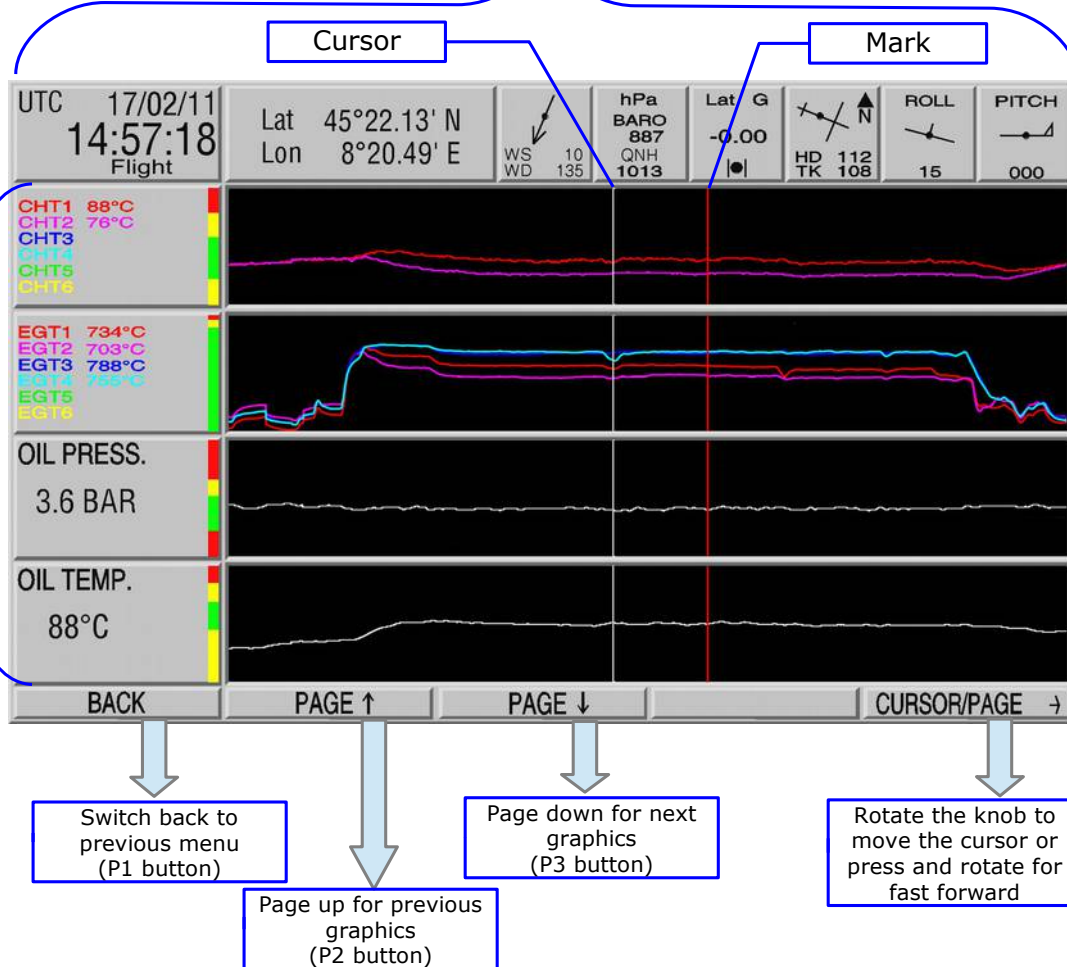 Cursor
Mark
UTC 17/02/11
14:57:18
Flight
Lat 45°22.13' N
Lon 8°20.49' E
WS 10
WD 135
hPa
BARO
887
QNH
1013
Lat G
-0.00
N
HD 112
TK 108
ROLL
15
PITCH
000
CHT1 88°C
CHT2 76°C
CHT3
CHT4
CHT5
CHT6
EGT1 734°C
EGT2 703°C
EGT3 788°C
EGT4 755°C
EGT5
EGT6
OIL PRESS.
3.6 BAR
OIL TEMP.
88°C
BACK
PAGE ↑
PAGE ↓
CURSOR/PAGE
Switch back to
previous menu
(P1 button)
Page up for previous
graphics
(P2 button)
Page down for next
graphics
(P3 button)
Rotate the knob to
move the cursor or
press and rotate for
fast forward